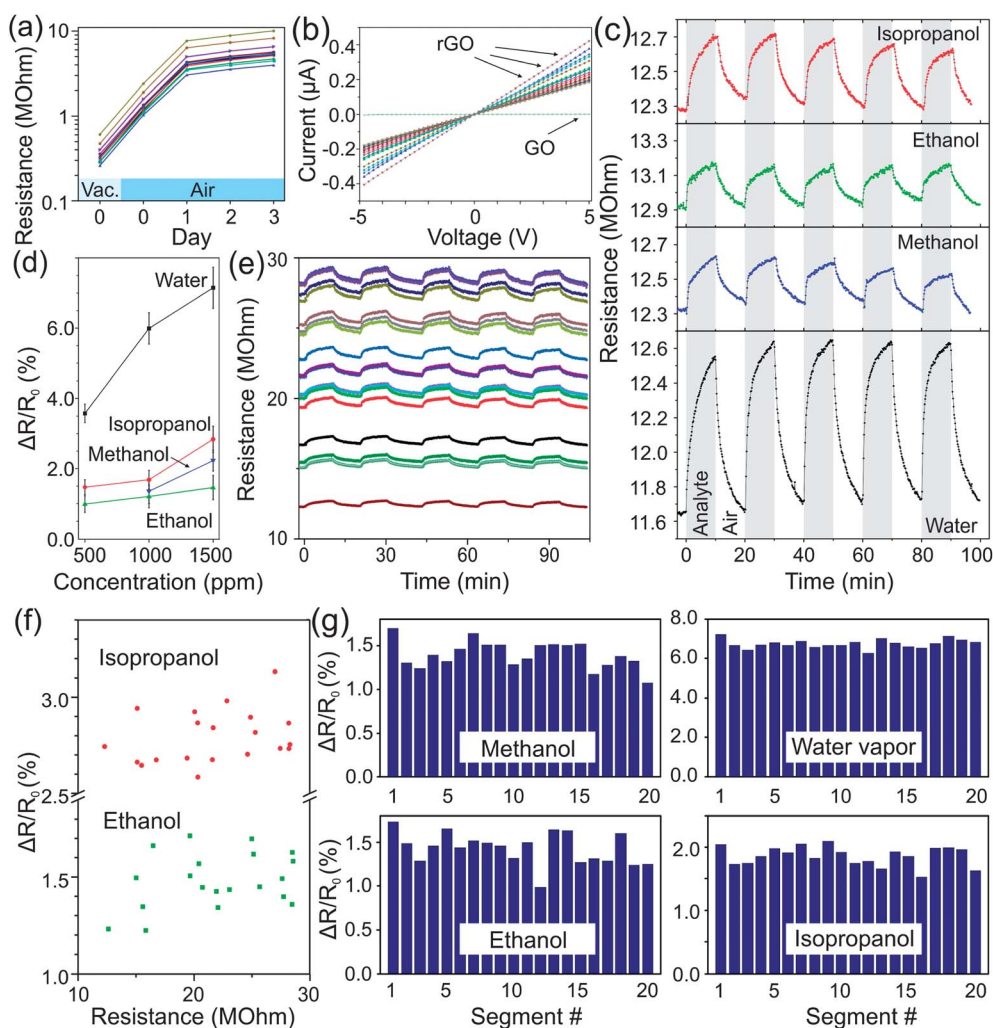 (a)
Resistance (MOhm)
10
1
0.1
Vac.
Air
0
0
1
2
3
Day
(b)
Current (µA)
0.4
0.2
0.0
-0.2
-0.4
rGO
GO
-5
0
5
Voltage (V)
(c)
Resistance (MOhm)
Isopropanol
12.7
12.5
12.3
Ethanol
13.3
13.1
12.9
Methanol
12.7
12.5
12.3
12.6
12.4
12.2
12.0
11.8
11.6
Analyte
Air
Water
0
20
40
60
80
100
Time (min)
(d)
ΔR/R0 (%)
6.0
4.0
2.0
0.0
Water
Isopropanol
Methanol
Ethanol
500
1000
1500
Concentration (ppm)
(e)
Resistance (MOhm)
30
20
10
0
30
60
90
Time (min)
(f)
ΔR/R0 (%)
Isopropanol
3.0
2.5
Ethanol
1.5
1.0
10
20
30
Resistance (MOhm)
(g)
ΔR/R0 (%)
1.5
1.0
0.5
0.0
Methanol
1
5
10
15
20
8.0
6.0
4.0
2.0
0.0
Water vapor
1
5
10
15
20
ΔR/R0 (%)
1.5
1.0
0.5
0.0
Ethanol
1
5
10
15
20
Segment #
2.0
1.0
0.0
Isopropanol
1
5
10
15
20
Segment #